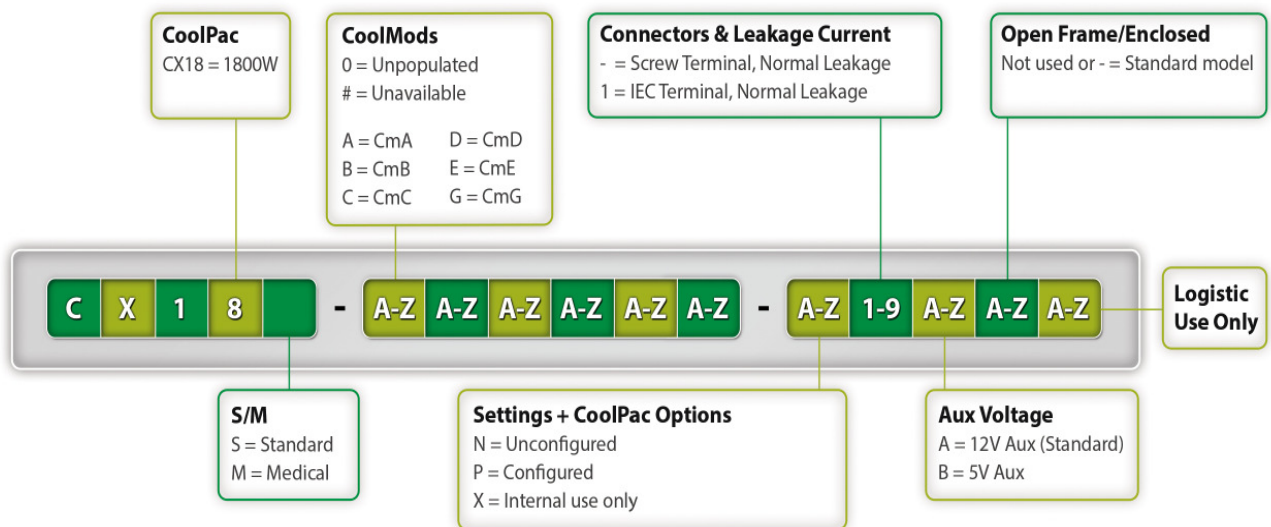 CoolPac
CX18 = 1800W
CoolMods
0 = Unpopulated
# = Unavailable
A = CmA D = CmD
B = CmB E = CmE
C = CmC G = CmG
Connectors & Leakage Current
- = Screw Terminal, Normal Leakage
1 = IEC Terminal, Normal Leakage
Open Frame/Enclosed
Not used or - = Standard model
C X 1 8 - A-Z A-Z A-Z A-Z A-Z A-Z - A-Z 1-9 A-Z A-Z A-Z
Logistic
Use Only
S/M
S = Standard
M = Medical
Settings + CoolPac Options
N = Unconfigured
P = Configured
X = Internal use only
Aux Voltage
A = 12V Aux (Standard)
B = 5V Aux